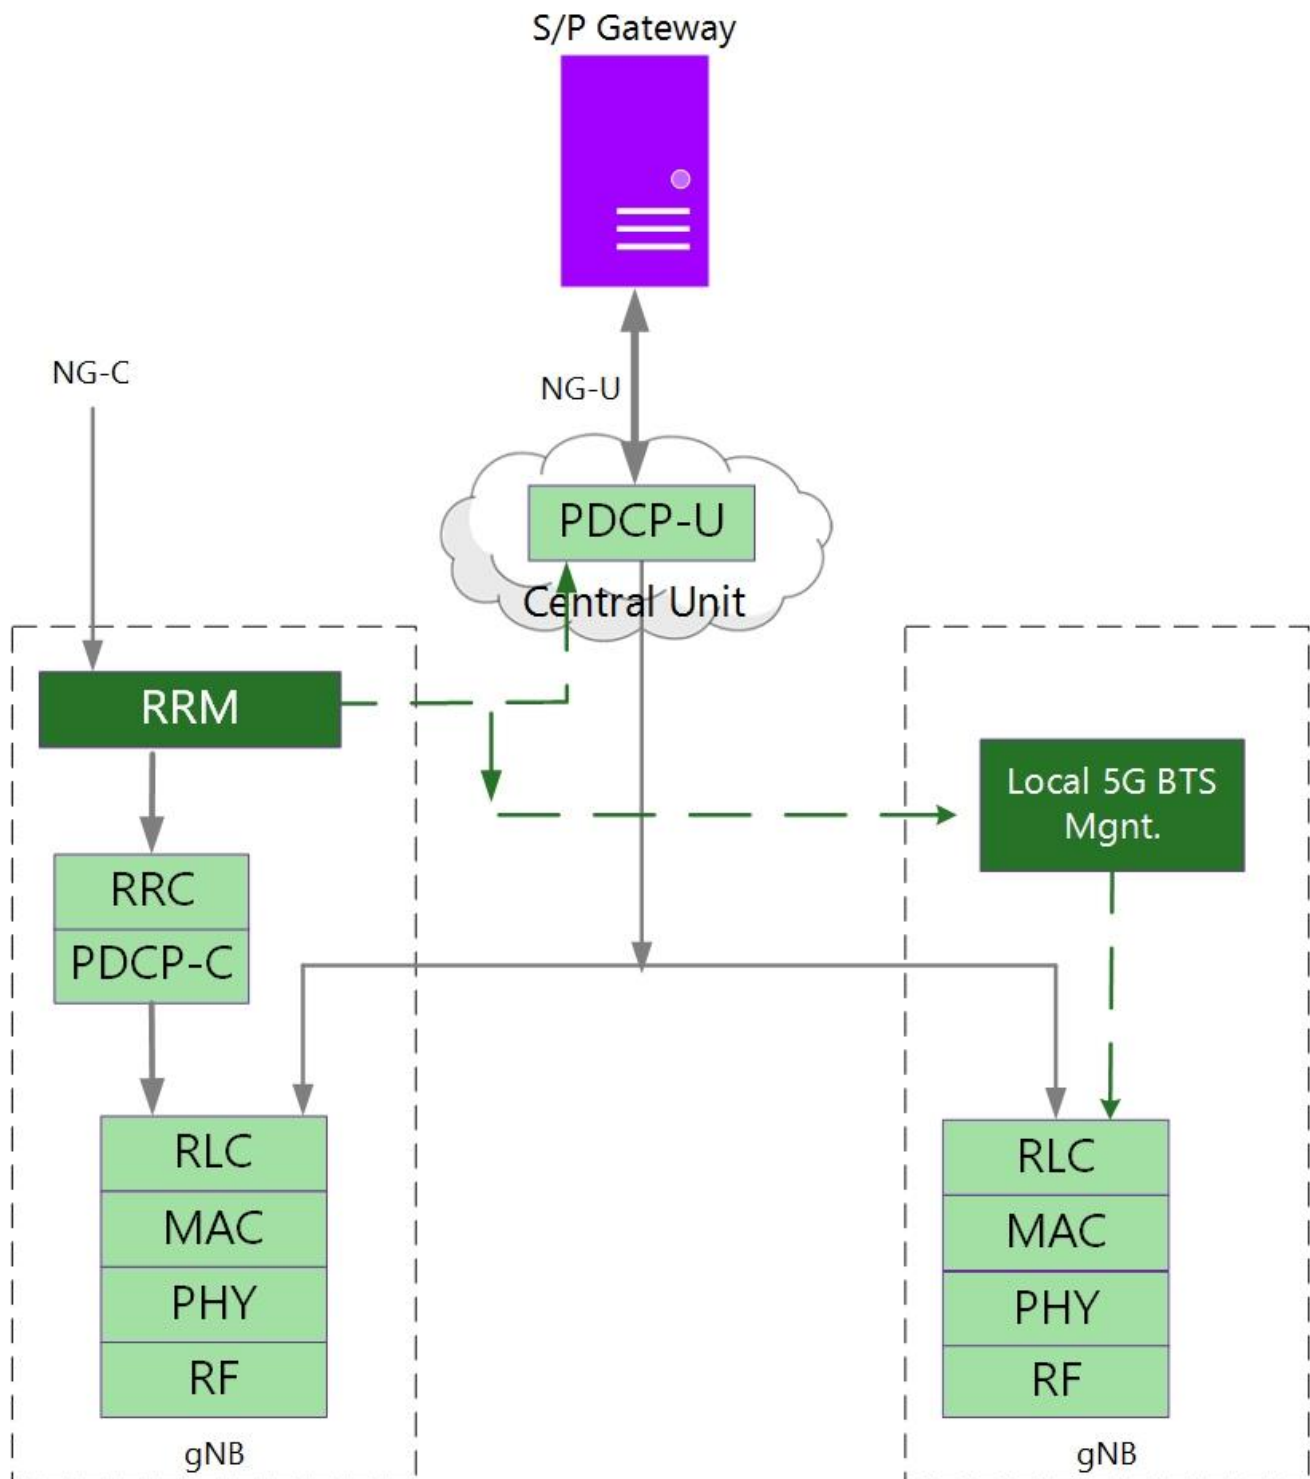 S/P Gateway
NG-C
NG-U
PDCP-U
Central Unit
RRM
Local 5G BTS
Mgnt.
RRC
PDCP-C
RLC
MAC
PHY
RF
gNB
RLC
MAC
PHY
RF
gNB